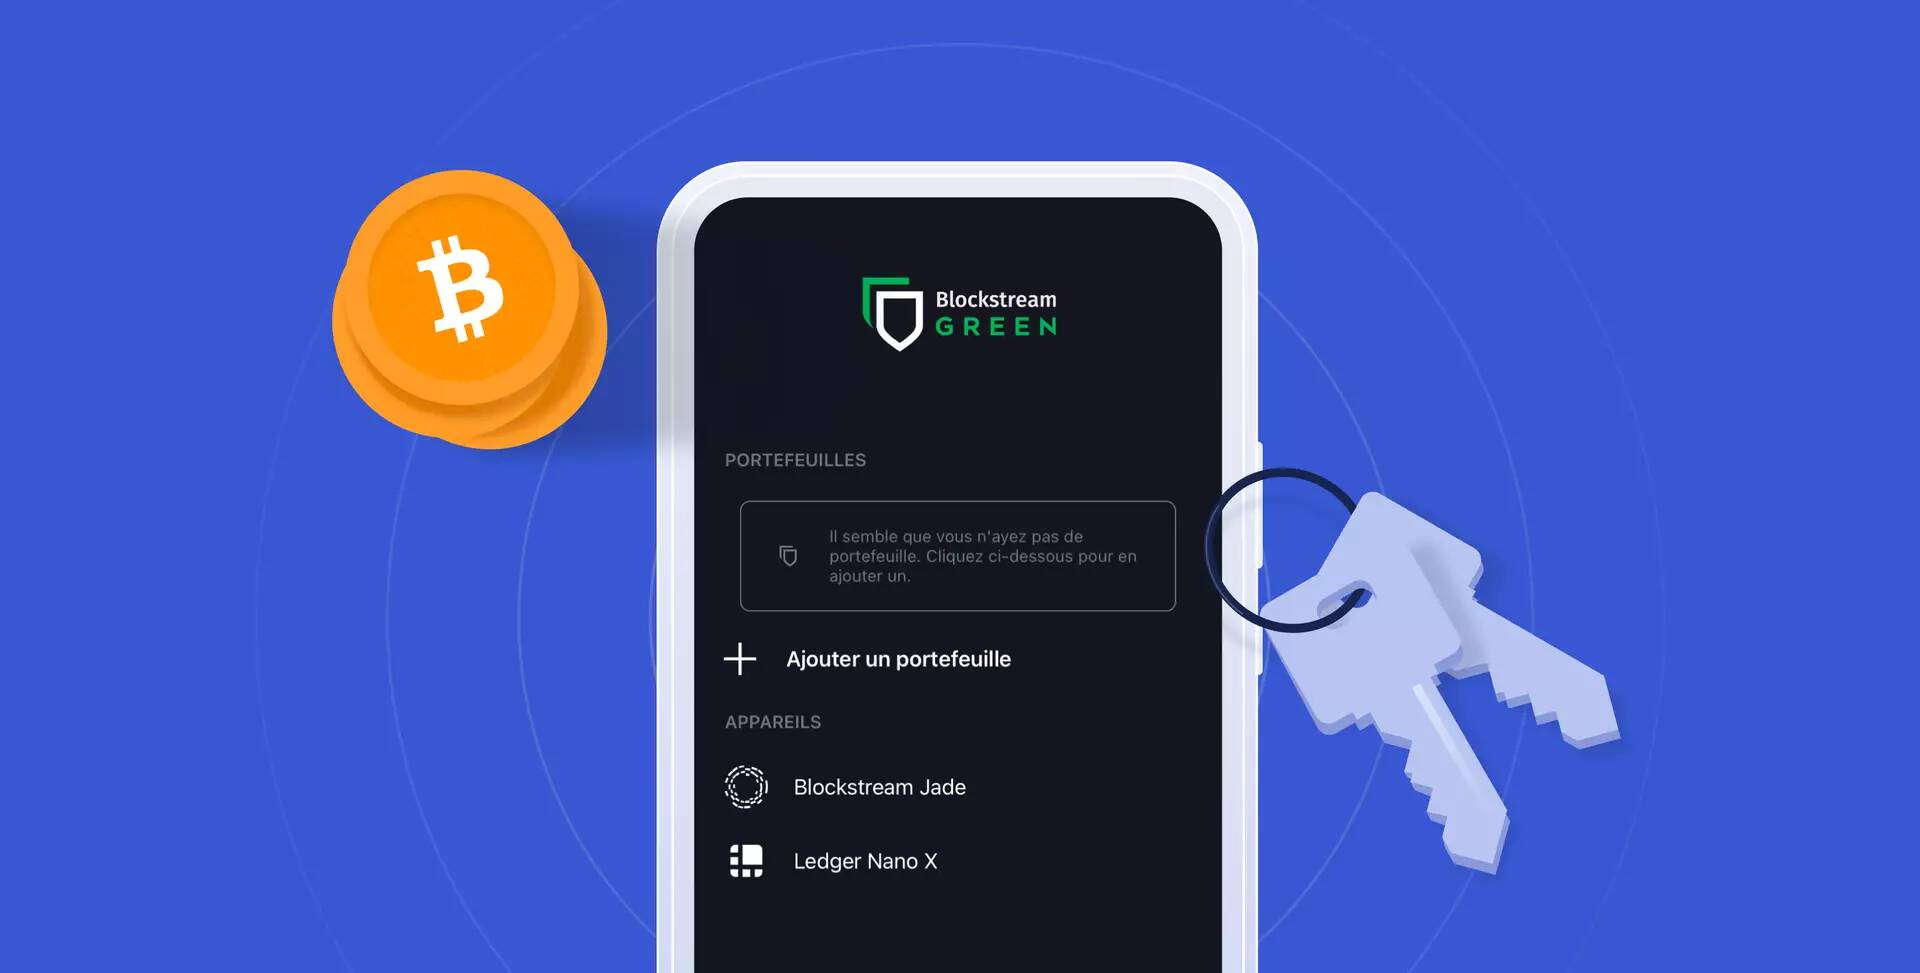 Blockstream
GREEN
PORTEFEUILLES
Il semble que vous n'ayez pas de
portefeuille. Cliquez ci-dessous pour en
ajouter un.
Ajouter un portefeuille
APPAREILS
Blockstream Jade
Ledger Nano X